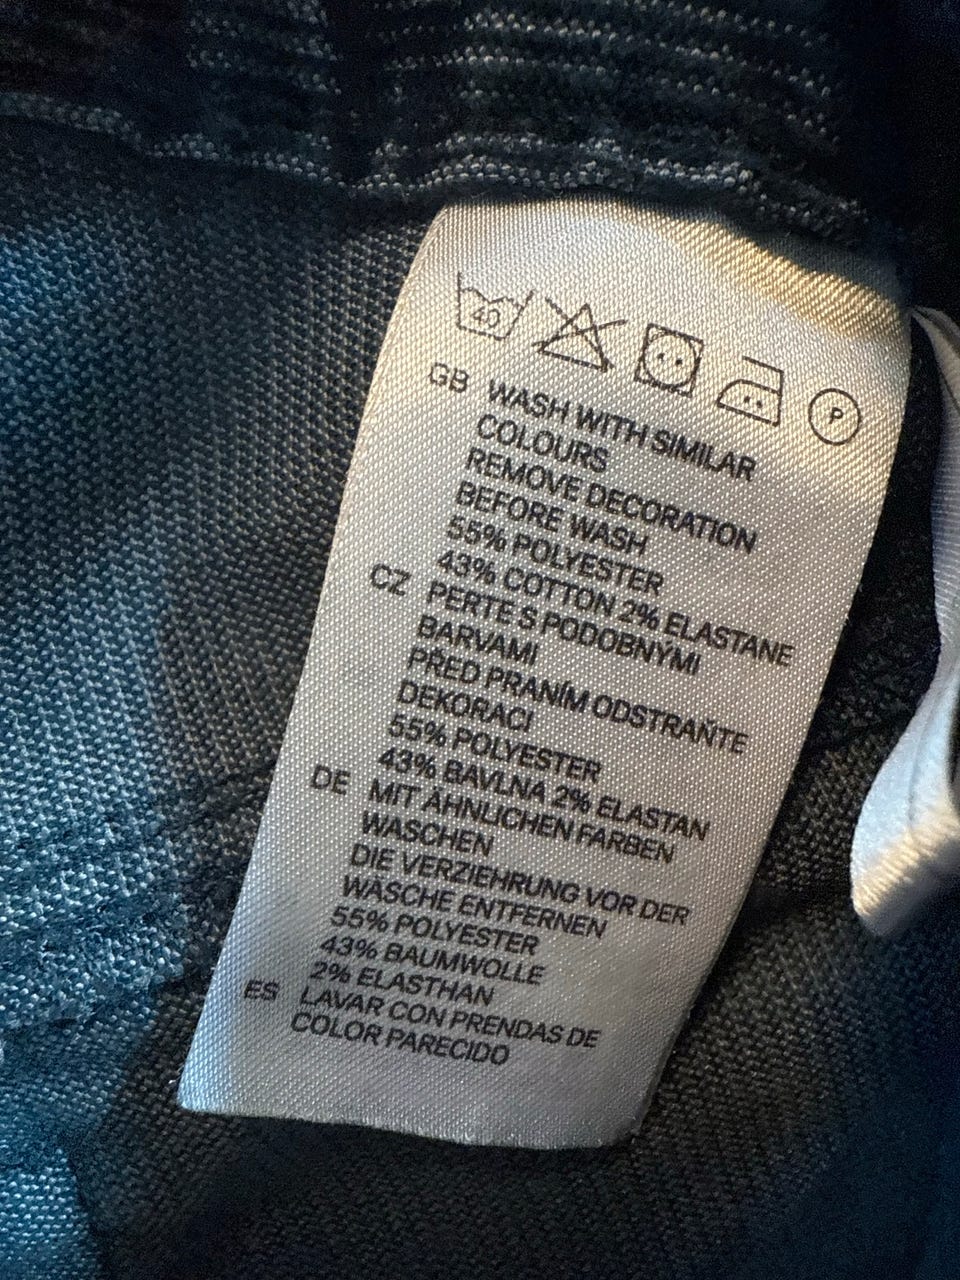 40 P
GB WASH WITH SIMILAR
COLOURS
REMOVE DECORATION
BEFORE WASH
55% POLYESTER
43% COTTON 2% ELASTANE
CZ PERTE S PODOBNÝMI
BARVAMI
PŘED PRANÍM ODSTRAŇTE
DEKORACI
55% POLYESTER
43% BAVLNA 2% ELASTAN
DE MIT ÄHNLICHEN FARBEN
WASCHEN
DIE VERZIEHRUNG VOR DER
WÄSCHE ENTFERNEN
55% POLYESTER
43% BAUMWOLLE
2% ELASTHAN
ES LAVAR CON PRENDAS DE
COLOR PARECIDO